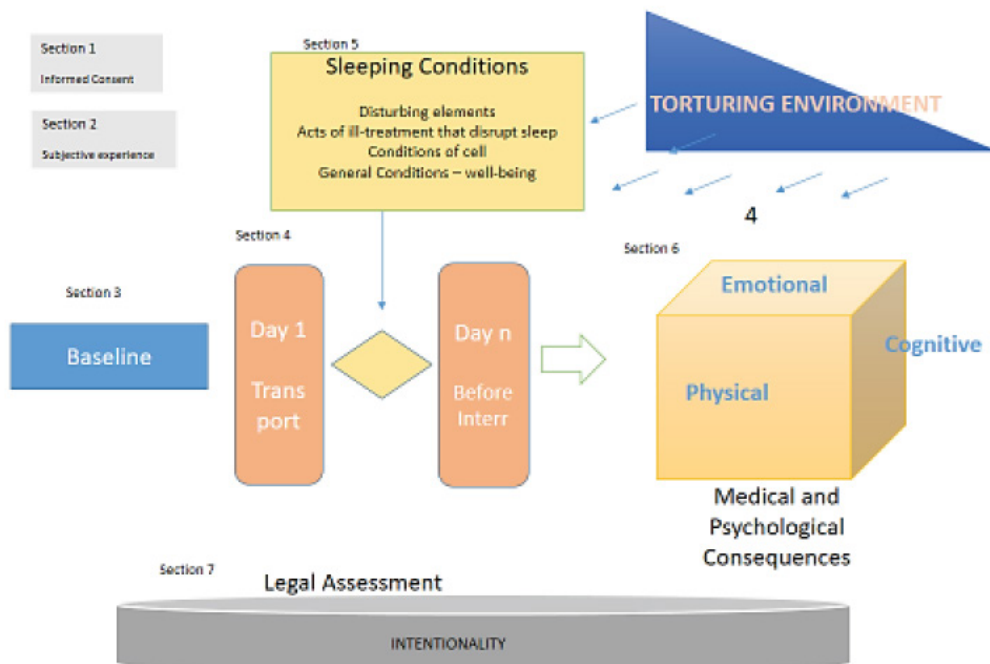 Section 1
Informed Consent
Section 2
Subjective experience
Section 5
Sleeping Conditions
Disturbing elements
Acts of ill-treatment that disrupt sleep
Conditions of cell
General Conditions – well-being
TORTURING ENVIRONMENT
4
Section 3
Baseline
Section 4
Day 1
Trans
port
Day n
Before
Interr
Section 6
Emotional
Cognitive
Physical
Medical and
Psychological
Consequences
Section 7
Legal Assessment
INTENTIONALITY